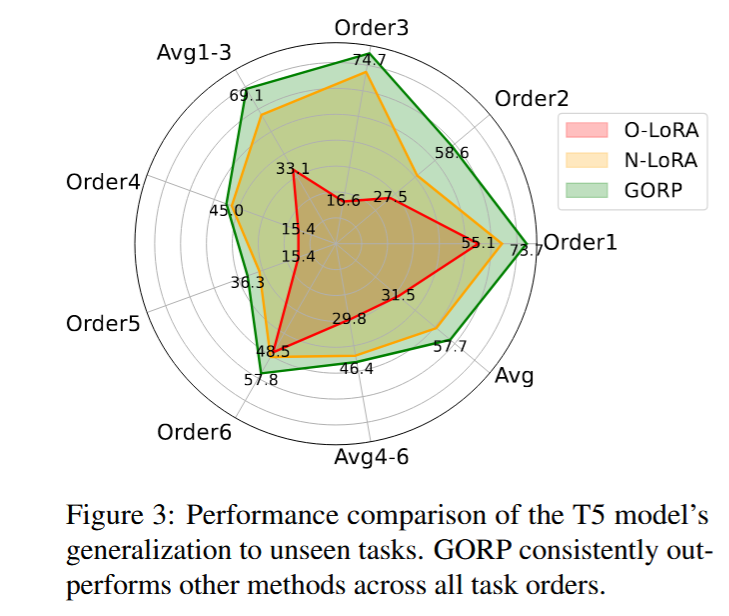 Order3
Avg1-3
74.7
69.1
Order2
O-LoRA
N-LoRA
GORP
58.6
33.1
Order4
16.6
27.5
45.0
15.4
55.1
73.7
Order1
15.4
36.3
31.5
29.8
Order5
48.5
57.7
46.4
57.8
Avg
Order6
Avg4-6
Figure 3: Performance comparison of the T5 model’s
generalization to unseen tasks. GORP consistently out-
performs other methods across all task orders.